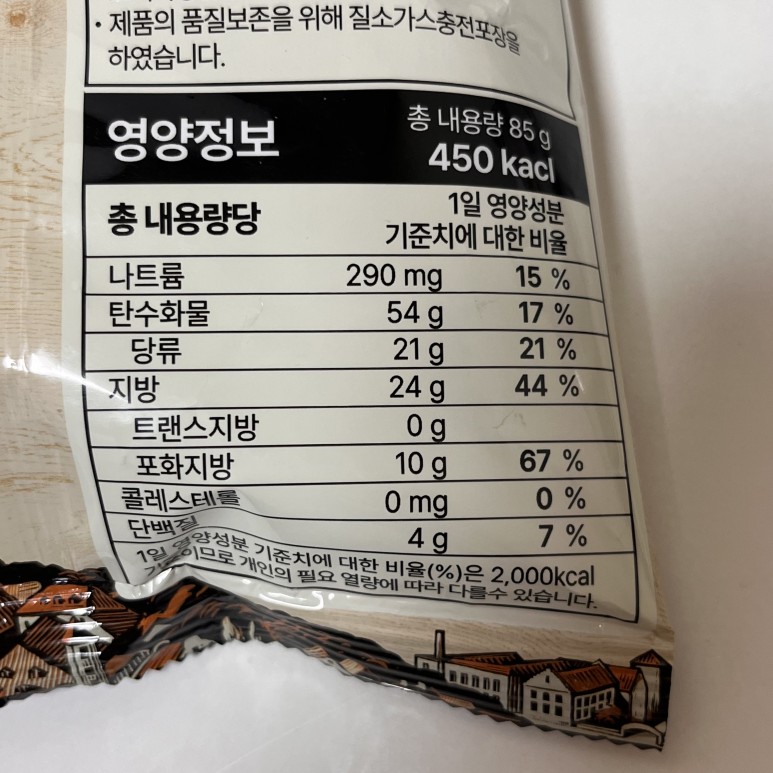 · 제품의 품질보존을 위해 질소가스충전포장을
하였습니다.
영양정보
총 내용량 85 g
450 kacl
총 내용량당
1일 영양성분
기준치에 대한 비율
나트륨 290 mg 15 %
탄수화물 54 g 17 %
당류 21 g 21 %
지방 24 g 44 %
트랜스지방 0 g
포화지방 10 g 67 %
콜레스테롤 0 mg 0 %
단백질 4 g 7 %
1일 영양성분 기준치에 대한 비율(%)은 2,000kcal
기준이므로 개인의 필요 열량에 따라 다를수 있습니다.